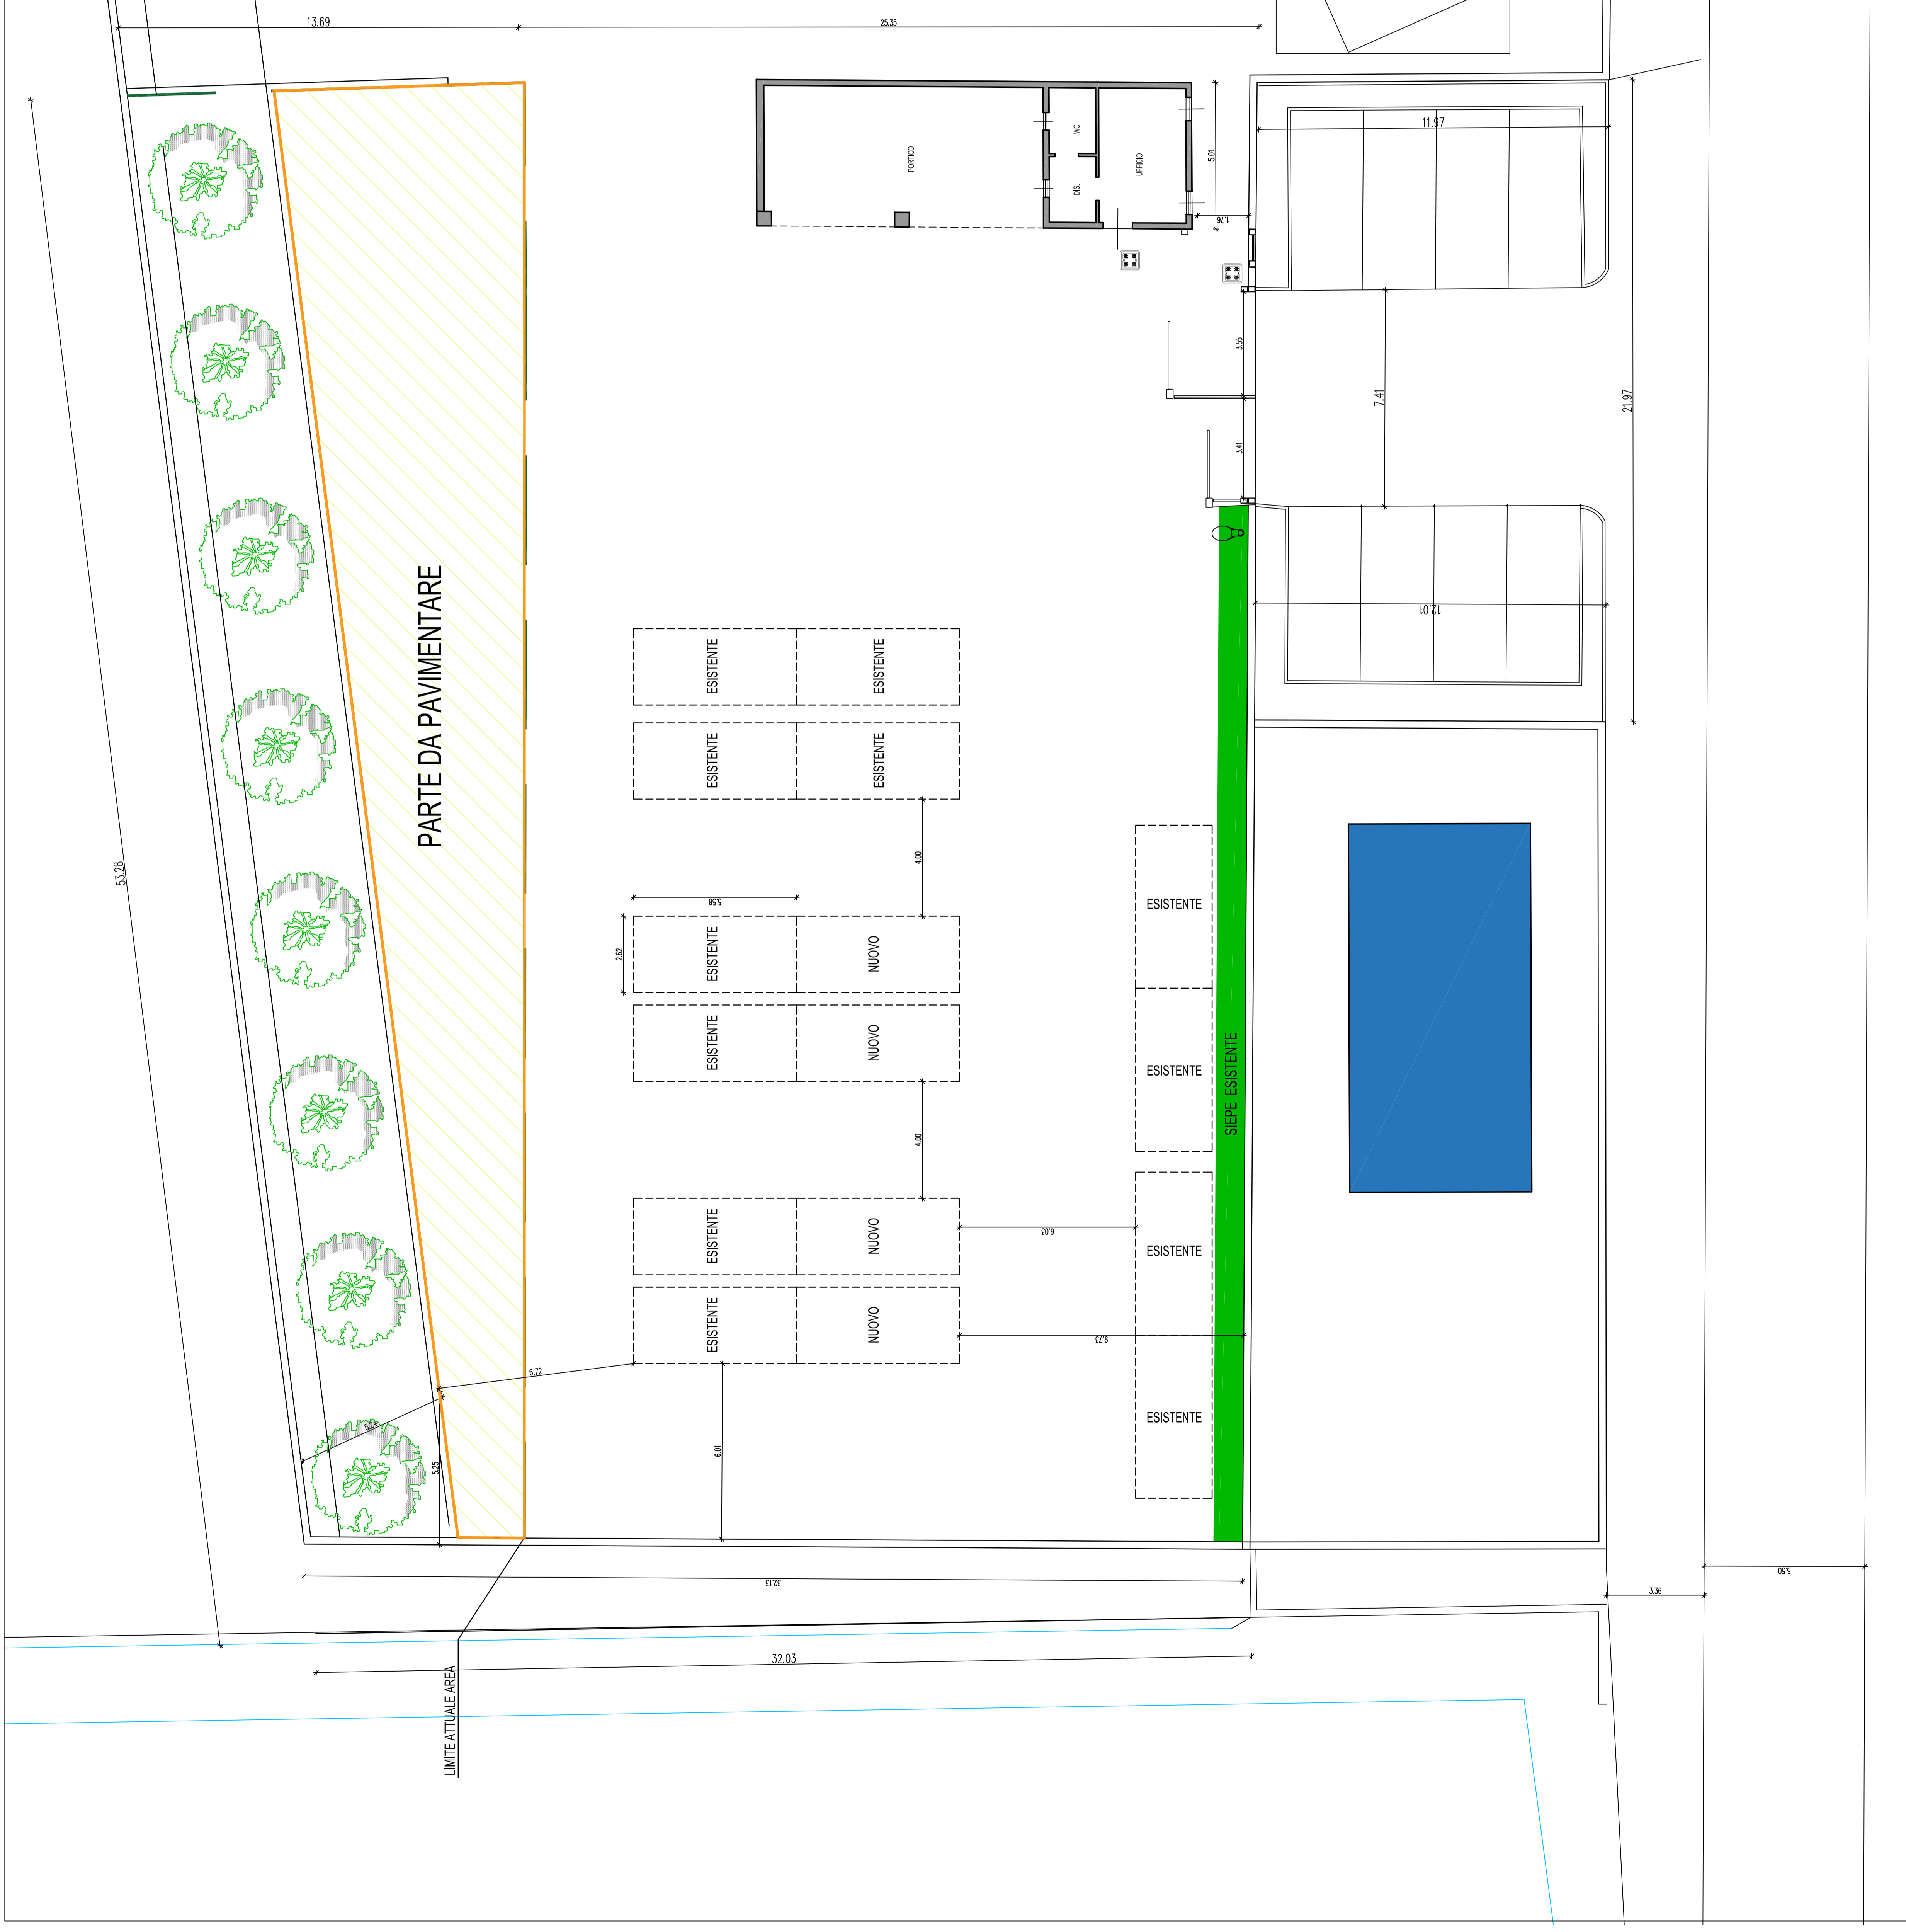 13.69
25.35
PORTICO
WC
DIS.
UFFICIO
5.01
1.76
11.97
3.55
3.41
7.41
21.97
12.01
PARTE DA PAVIMENTARE
53.28
ESISTENTE
ESISTENTE
ESISTENTE
ESISTENTE
4.00
5.58
2.62
ESISTENTE
NUOVO
ESISTENTE
NUOVO
4.00
ESISTENTE
NUOVO
ESISTENTE
NUOVO
ESISTENTE
ESISTENTE
ESISTENTE
ESISTENTE
SIEPE ESISTENTE
6.03
9.73
6.72
5.24
5.25
6.01
32.13
32.03
3.36
5.50
LIMITE ATTUALE AREA